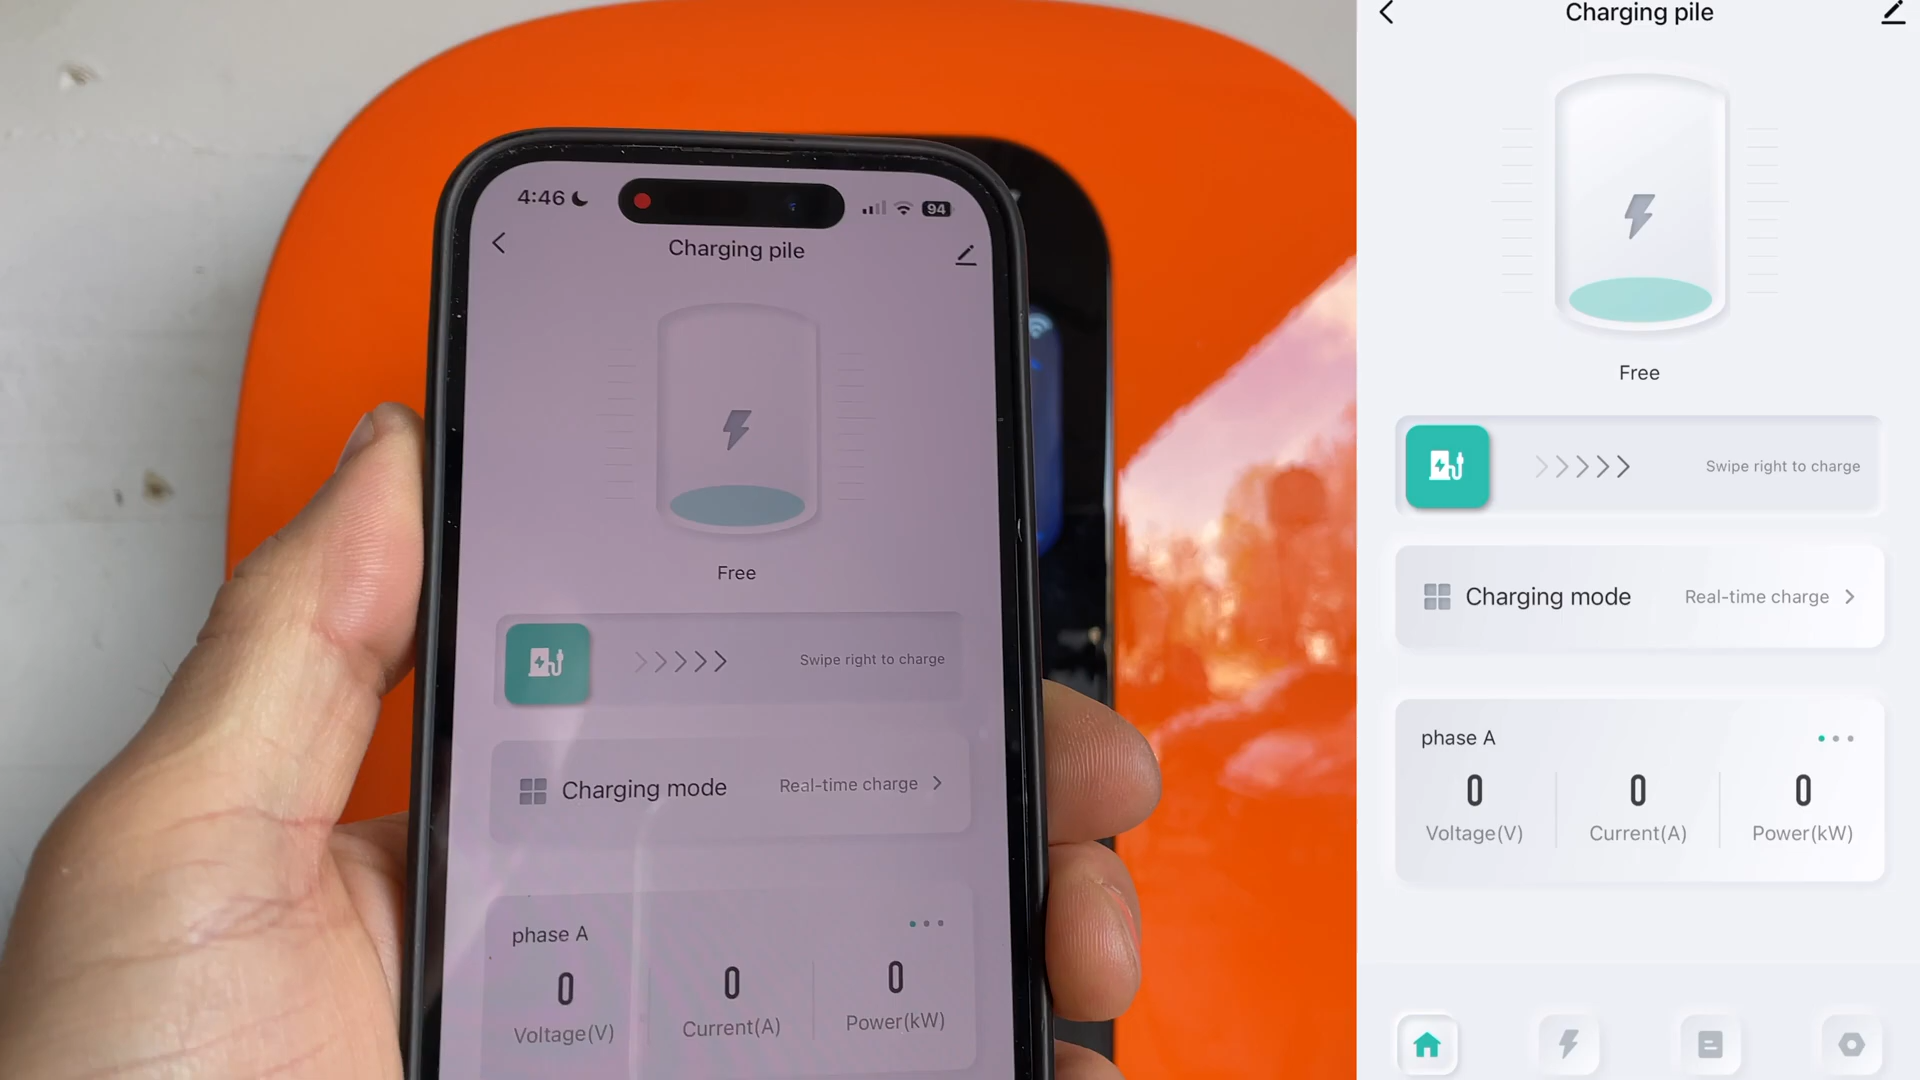 4:46
94
Charging pile
Free
Swipe right to charge
Charging mode
Real-time charge
phase A
0
0
0
Voltage(V)
Current(A)
Power(kW)
Charging pile
Free
Swipe right to charge
Charging mode
Real-time charge
phase A
0
0
0
Voltage(V)
Current(A)
Power(kW)